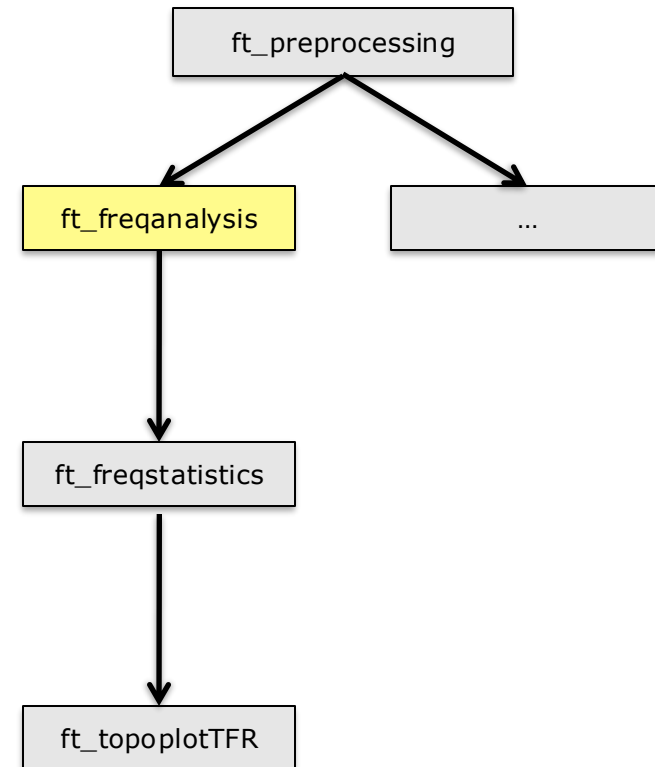 ft_preprocessing
ft_freqanalysis
...
ft_freqstatistics
ft_topoplotTFR